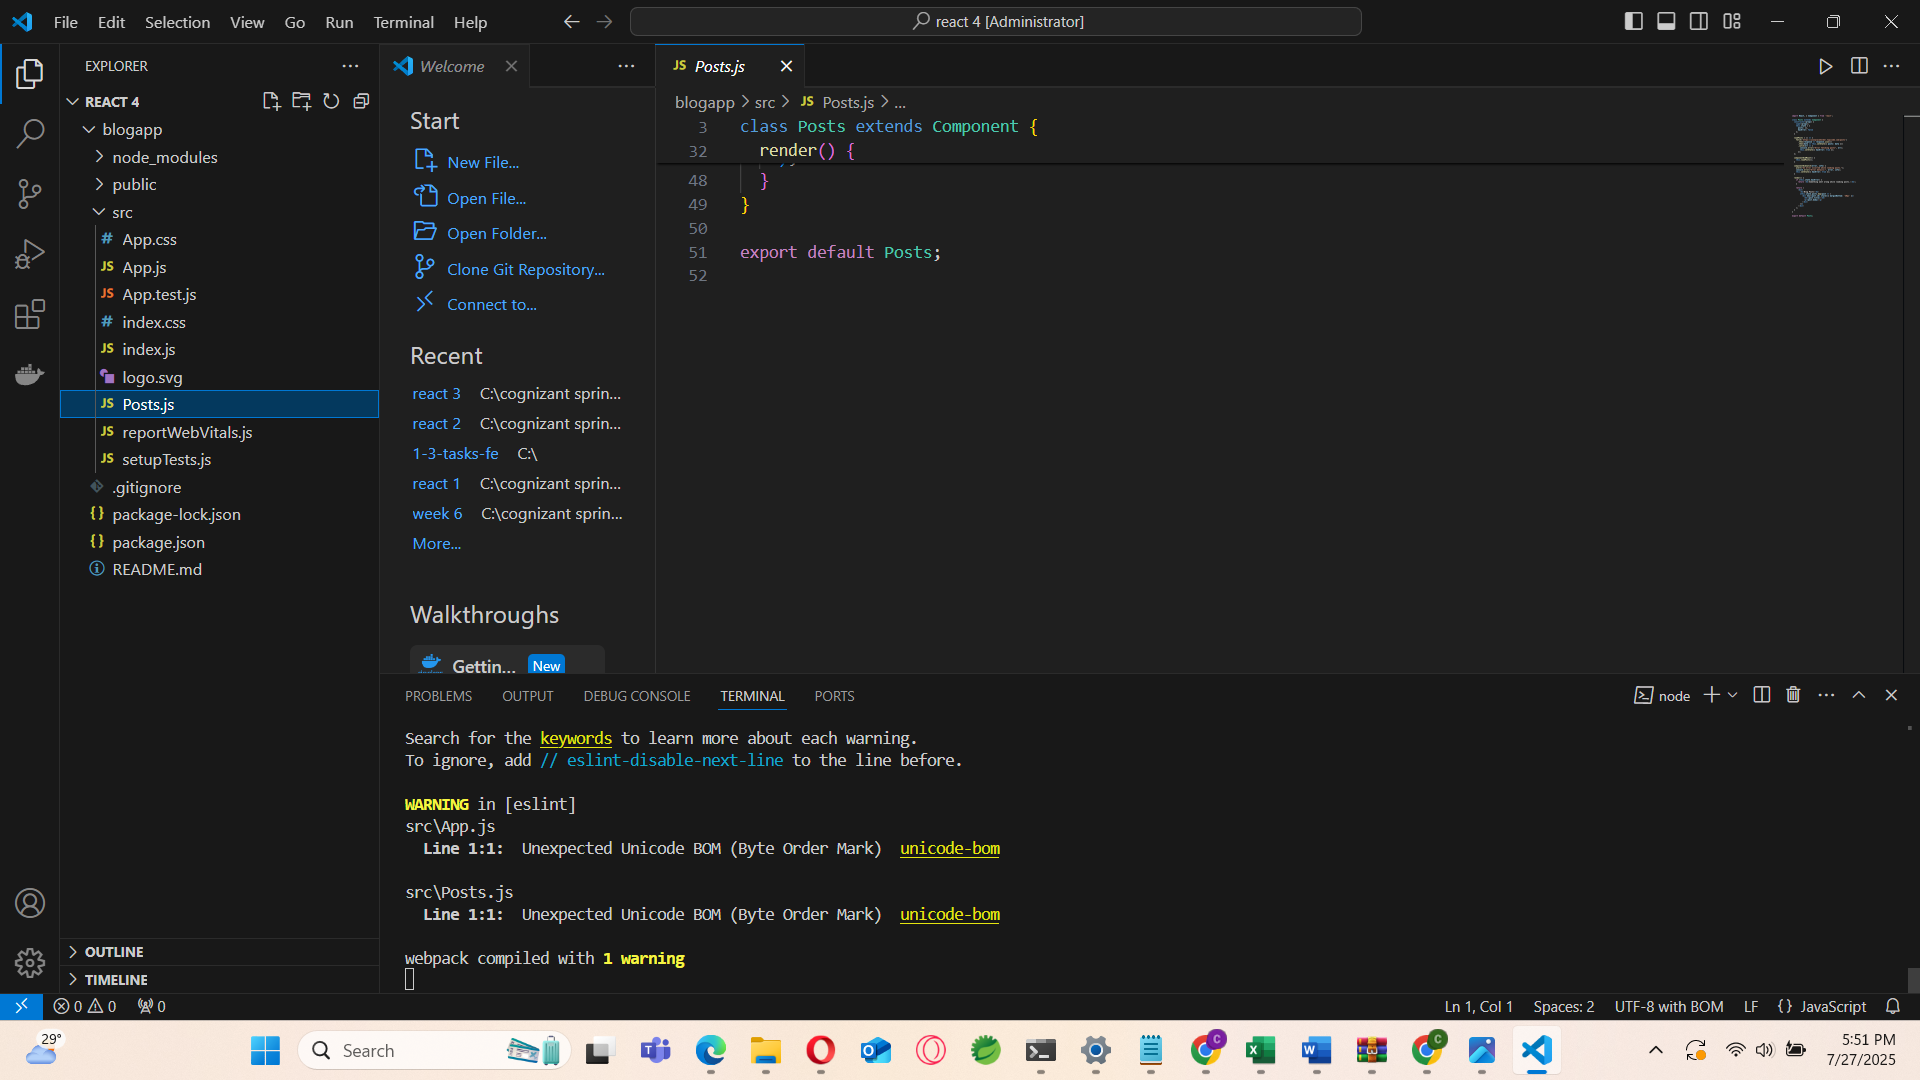 File Edit Selection View Go Run Terminal Help
react 4 [Administrator]
EXPLORER
REACT 4
blogapp
node_modules
public
src
# App.css
JS App.js
JS App.test.js
# index.css
JS index.js
logo.svg
JS Posts.js
JS reportWebVitals.js
JS setupTests.js
.gitignore
{} package-lock.json
{} package.json
README.md
OUTLINE
TIMELINE
Welcome
Start
New File...
Open File...
Open Folder...
Clone Git Repository...
Connect to...
Recent
react 3 C:\cognizant sprin...
react 2 C:\cognizant sprin...
1-3-tasks-fe C:\
react 1 C:\cognizant sprin...
week 6 C:\cognizant sprin...
More...
Walkthroughs
Gettin... New
JS Posts.js
blogapp > src > JS Posts.js > ...
3 class Posts extends Component {
32 render() {
48 }
49 }
50
51 export default Posts;
52
PROBLEMS OUTPUT DEBUG CONSOLE TERMINAL PORTS
node
Search for the keywords to learn more about each warning.
To ignore, add // eslint-disable-next-line to the line before.
WARNING in [eslint]
src\App.js
Line 1:1: Unexpected Unicode BOM (Byte Order Mark) unicode-bom
src\Posts.js
Line 1:1: Unexpected Unicode BOM (Byte Order Mark) unicode-bom
webpack compiled with 1 warning
0 0 0
Ln 1, Col 1 Spaces: 2 UTF-8 with BOM LF {} JavaScript
29°
Search
5:51 PM
7/27/2025